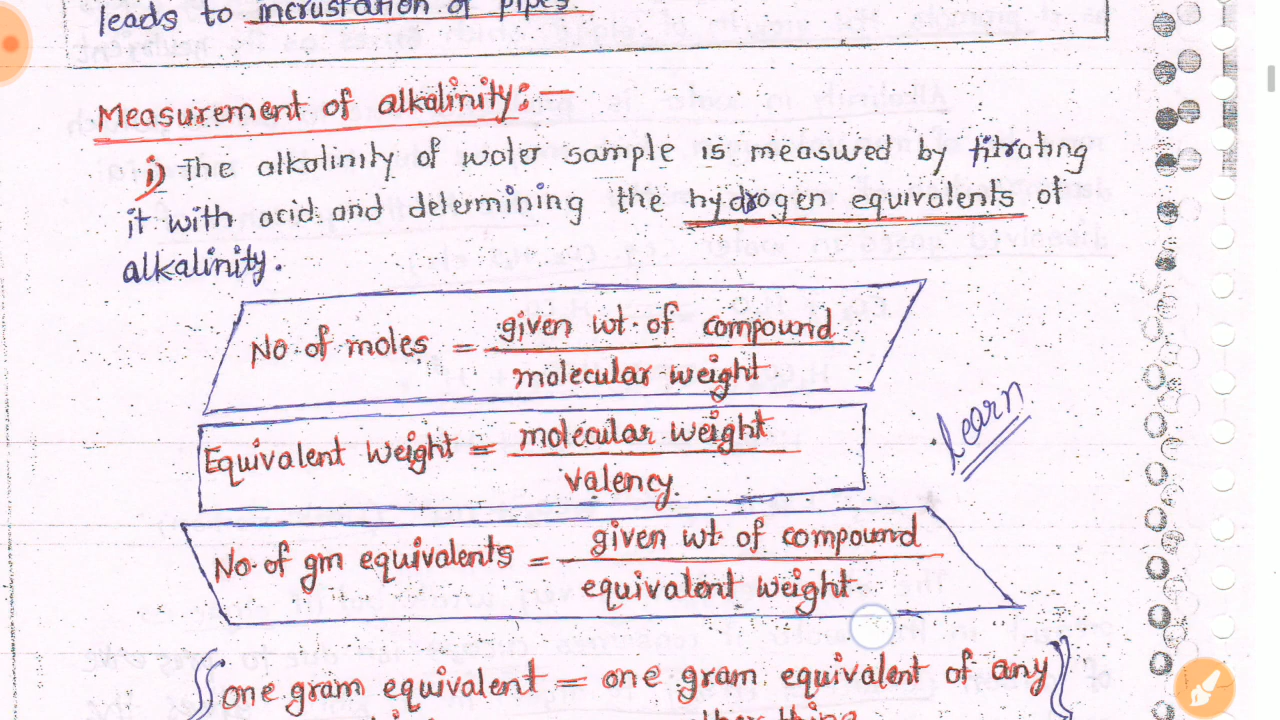 leads to incrustation of pipes.
Measurement of alkalinity :-
i) The alkalinity of water sample is measured by titrating
it with acid and determining the hydrogen equivalents of
alkalinity.
No. of moles = given wt. of compound / molecular weight
Equivalent Weight = molecular weight / valency.
Learn
No. of gm equivalents = given wt. of compound / equivalent weight.
one gram equivalent = one gram equivalent of any
other thing